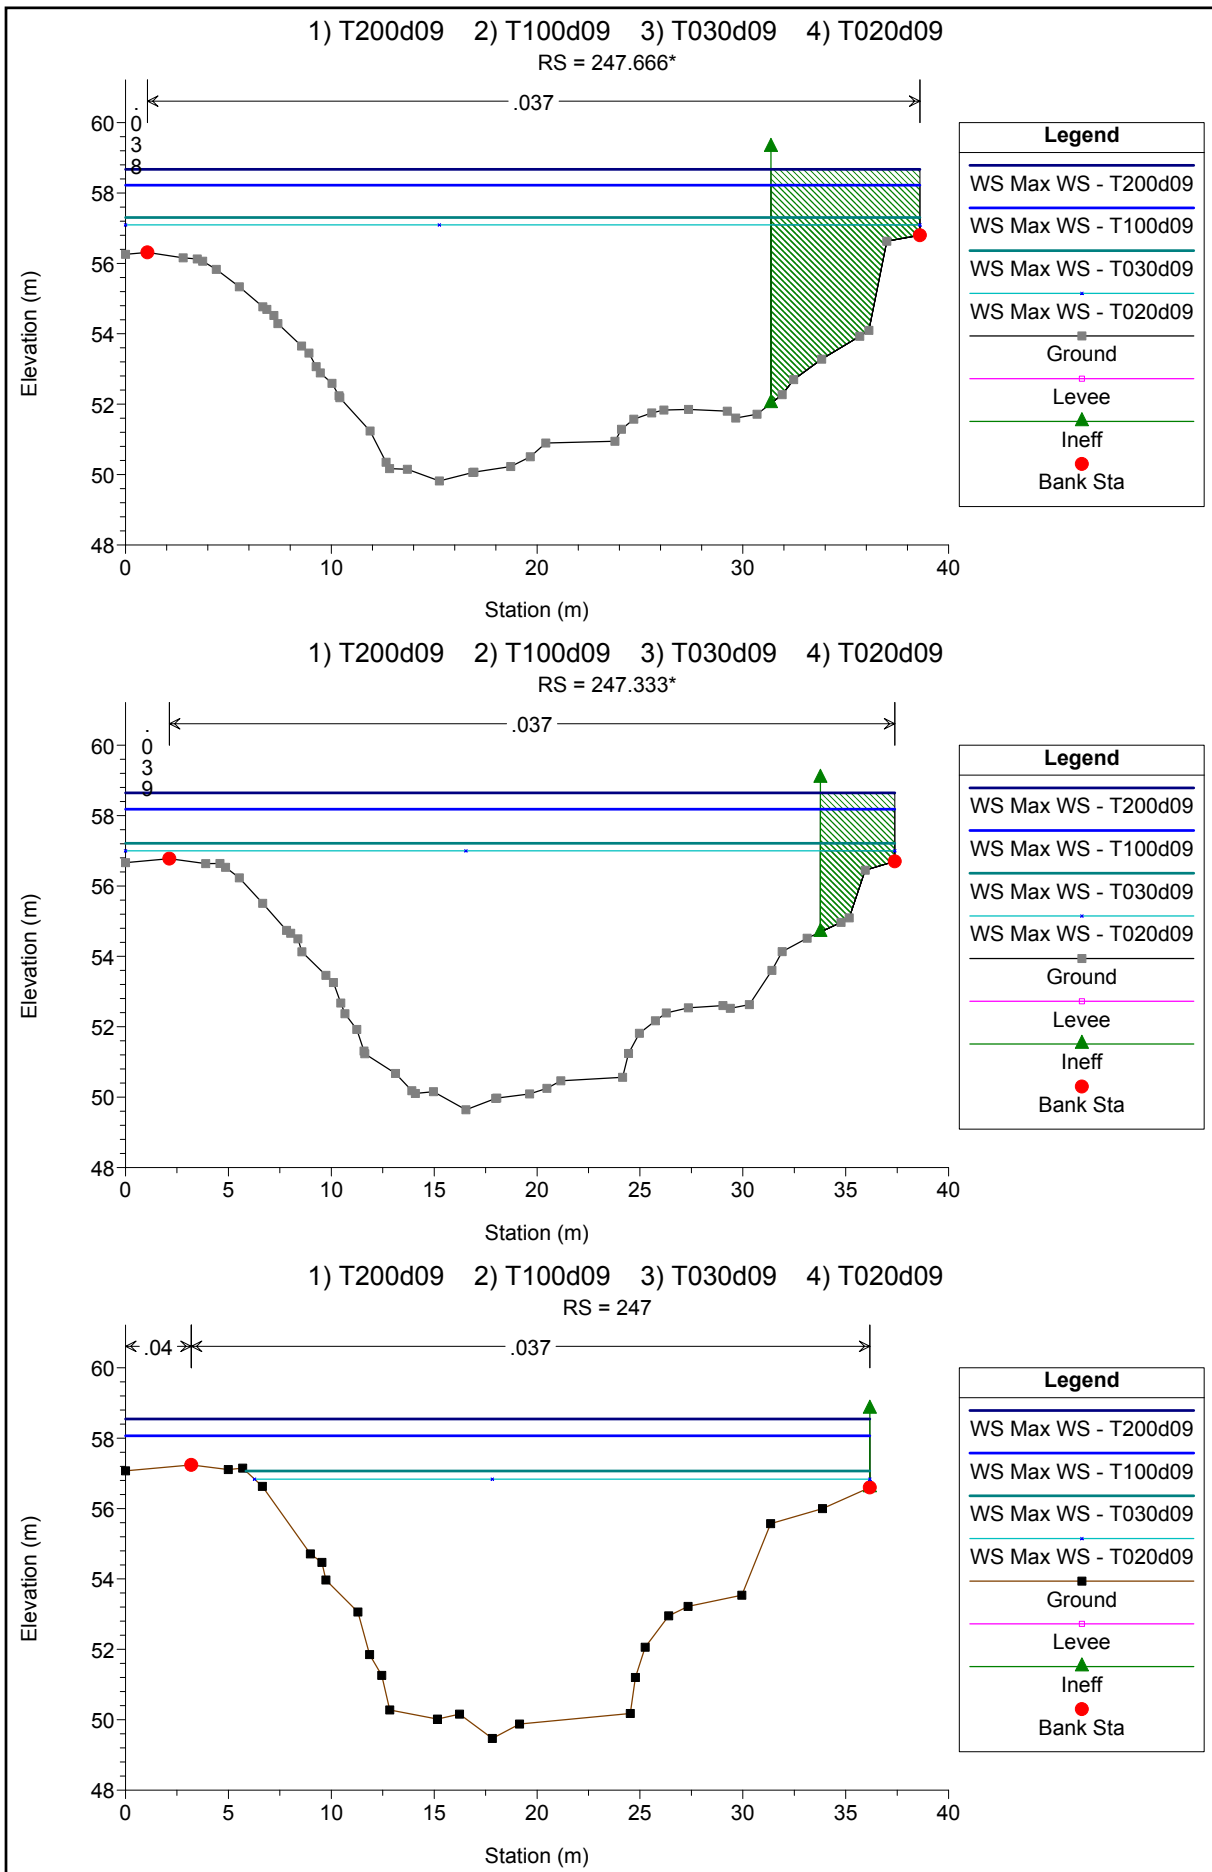 1) T200d09 2) T100d09 3) T030d09 4) T020d09
RS = 247.666*
.038
.037
Elevation (m)
60
58
56
54
52
50
48
0 10 20 30 40
Station (m)
Legend
WS Max WS - T200d09
WS Max WS - T100d09
WS Max WS - T030d09
WS Max WS - T020d09
Ground
Levee
Ineff
Bank Sta
1) T200d09 2) T100d09 3) T030d09 4) T020d09
RS = 247.333*
.039
.037
Elevation (m)
60
58
56
54
52
50
48
0 5 10 15 20 25 30 35 40
Station (m)
Legend
WS Max WS - T200d09
WS Max WS - T100d09
WS Max WS - T030d09
WS Max WS - T020d09
Ground
Levee
Ineff
Bank Sta
1) T200d09 2) T100d09 3) T030d09 4) T020d09
RS = 247
.04 .037
Elevation (m)
60
58
56
54
52
50
48
0 5 10 15 20 25 30 35 40
Station (m)
Legend
WS Max WS - T200d09
WS Max WS - T100d09
WS Max WS - T030d09
WS Max WS - T020d09
Ground
Levee
Ineff
Bank Sta